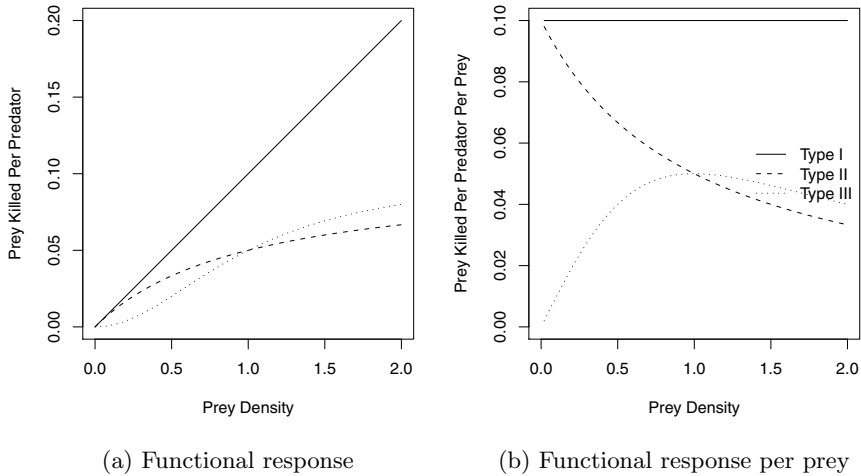 Prey Killed Per Predator
0.20
0.15
0.10
0.05
0.00
0.0 0.5 1.0 1.5 2.0
Prey Density
(a) Functional response
Prey Killed Per Predator Per Prey
0.10
0.08
0.06
0.04
0.02
0.00
Type I
Type II
Type III
0.0 0.5 1.0 1.5 2.0
Prey Density
(b) Functional response per prey